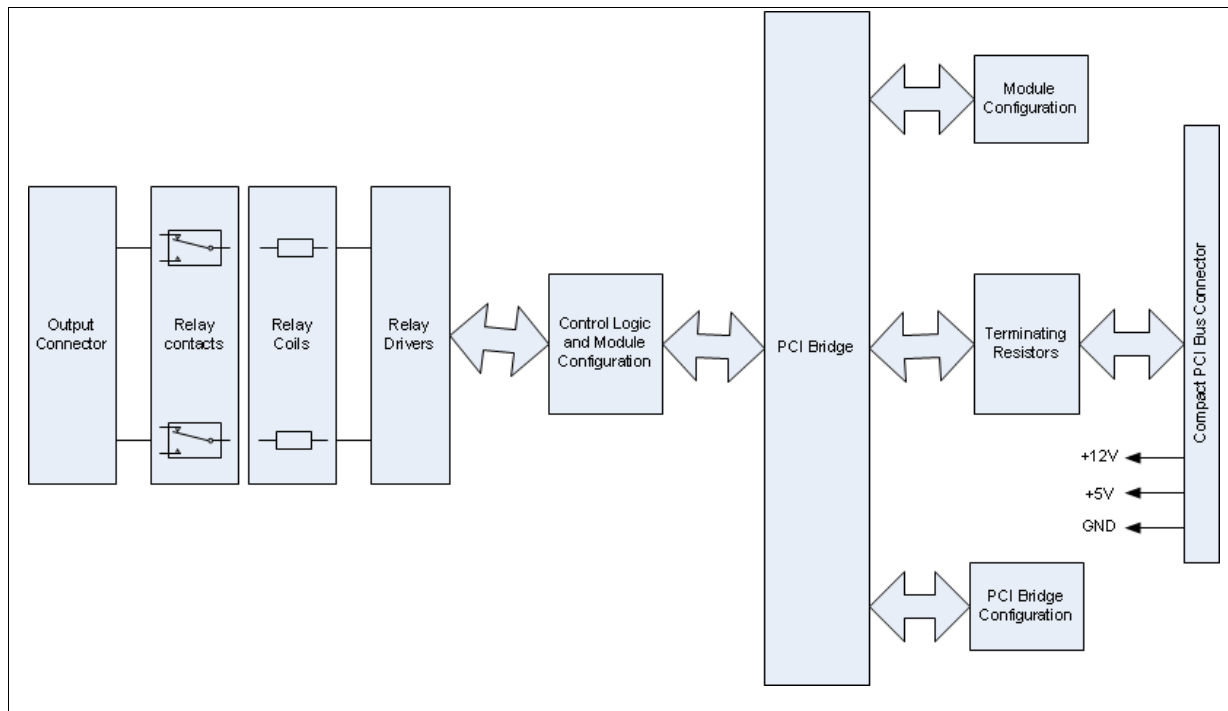 Output
Connector
Relay
contacts
Relay
Coils
Relay
Drivers
Control Logic
and Module
Configuration
PCI Bridge
Module
Configuration
Terminating
Resistors
PCI Bridge
Configuration
Compact PCI Bus Connector
+12V
+5V
GND